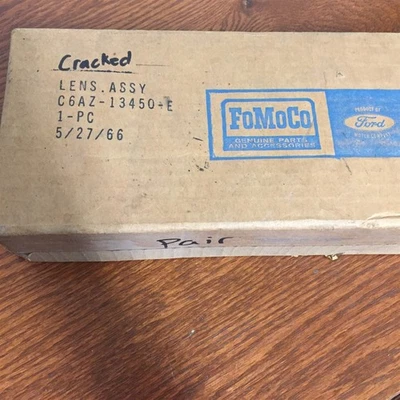 Cracked
LENS. ASSY
C6AZ-13450-E
1-PC
5/27/66
FoMoCo
GENUINE PARTS
AND ACCESSORIES
Ford
pair